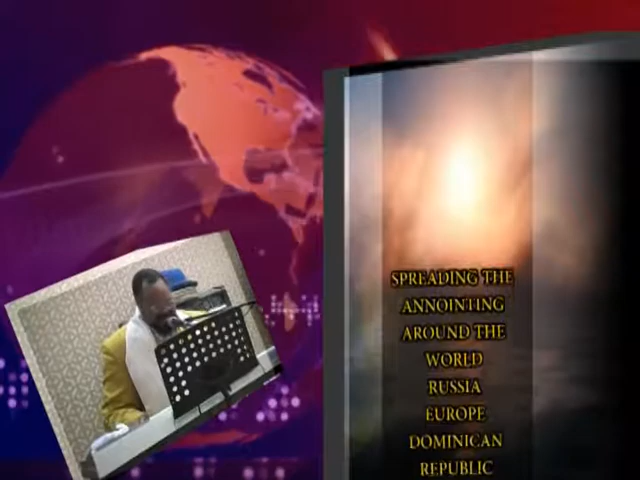 SPREADING THE
ANNOINTING
AROUND THE
WORLD
RUSSIA
EUROPE
DOMINICAN
REPUBLIC